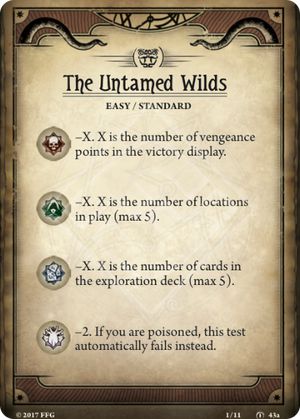 The Untamed Wilds
EASY / STANDARD
–X. X is the number of vengeance
points in the victory display.
–X. X is the number of locations
in play (max 5).
–X. X is the number of cards in
the exploration deck (max 5).
–2. If you are poisoned, this test
automatically fails instead.
© 2017 FFG
1/11
43a